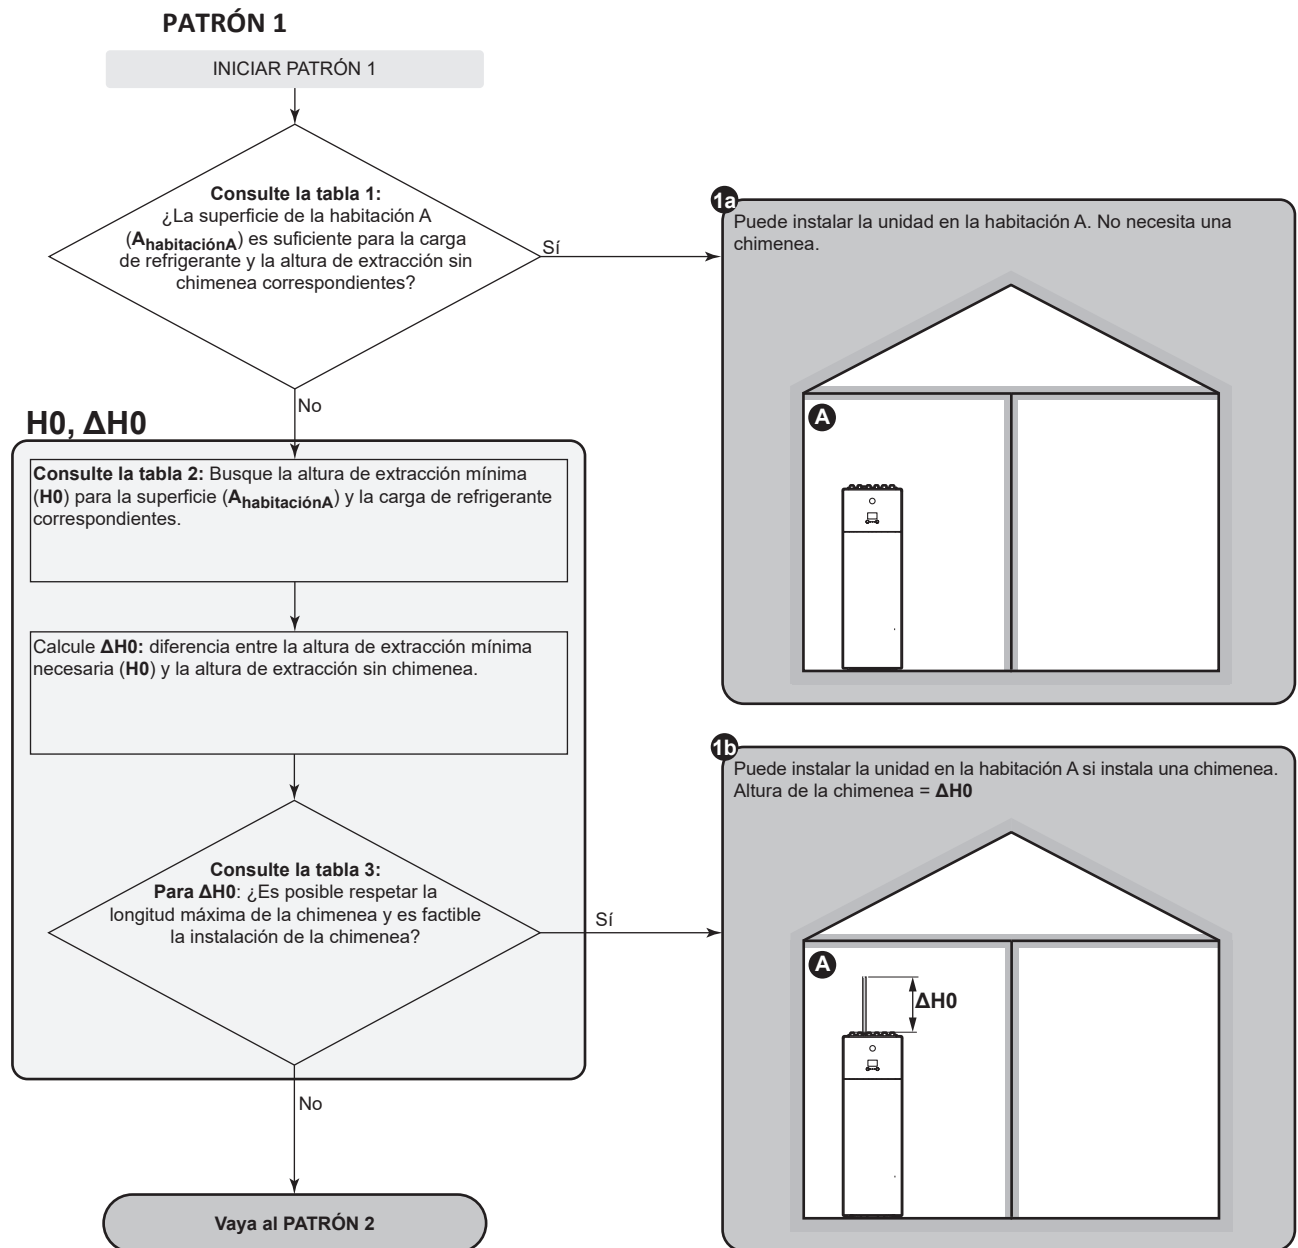 PATRÓN 1
INICIAR PATRÓN 1
Consulte la tabla 1:
¿La superficie de la habitación A
(AhabitaciónA) es suficiente para la carga
de refrigerante y la altura de extracción sin
chimenea correspondientes?
Sí
1a
Puede instalar la unidad en la habitación A. No necesita una
chimenea.
A
No
H0, ΔH0
Consulte la tabla 2: Busque la altura de extracción mínima
(H0) para la superficie (AhabitaciónA) y la carga de refrigerante
correspondientes.
Calcule ΔH0: diferencia entre la altura de extracción mínima
necesaria (H0) y la altura de extracción sin chimenea.
Consulte la tabla 3:
Para ΔH0: ¿Es posible respetar la
longitud máxima de la chimenea y es factible
la instalación de la chimenea?
Sí
1b
Puede instalar la unidad en la habitación A si instala una chimenea.
Altura de la chimenea = ΔH0
A
ΔH0
No
Vaya al PATRÓN 2